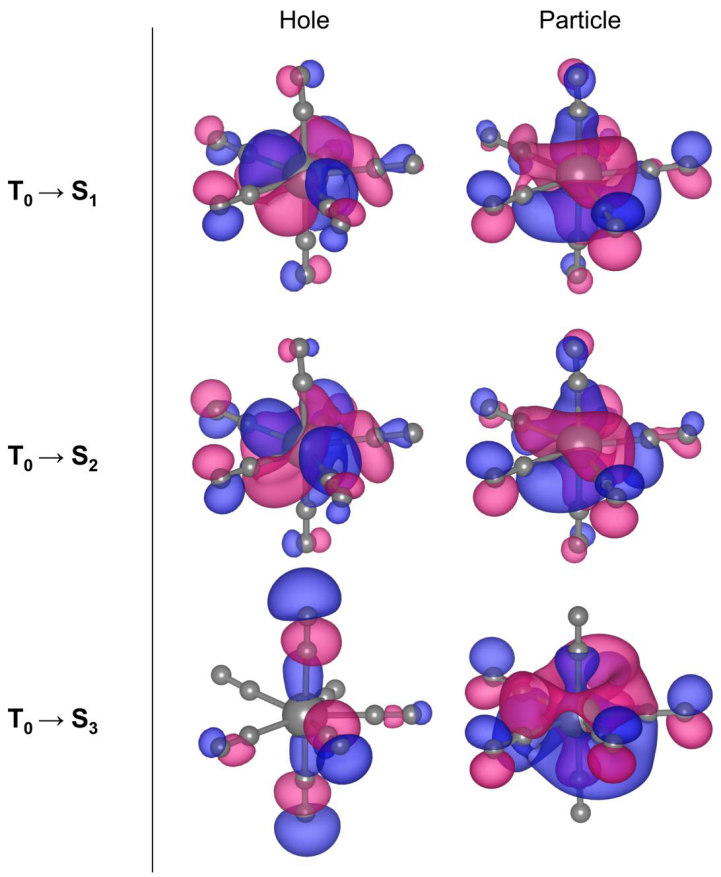 Hole Particle
T₀ → S₁
T₀ → S₂
T₀ → S₃